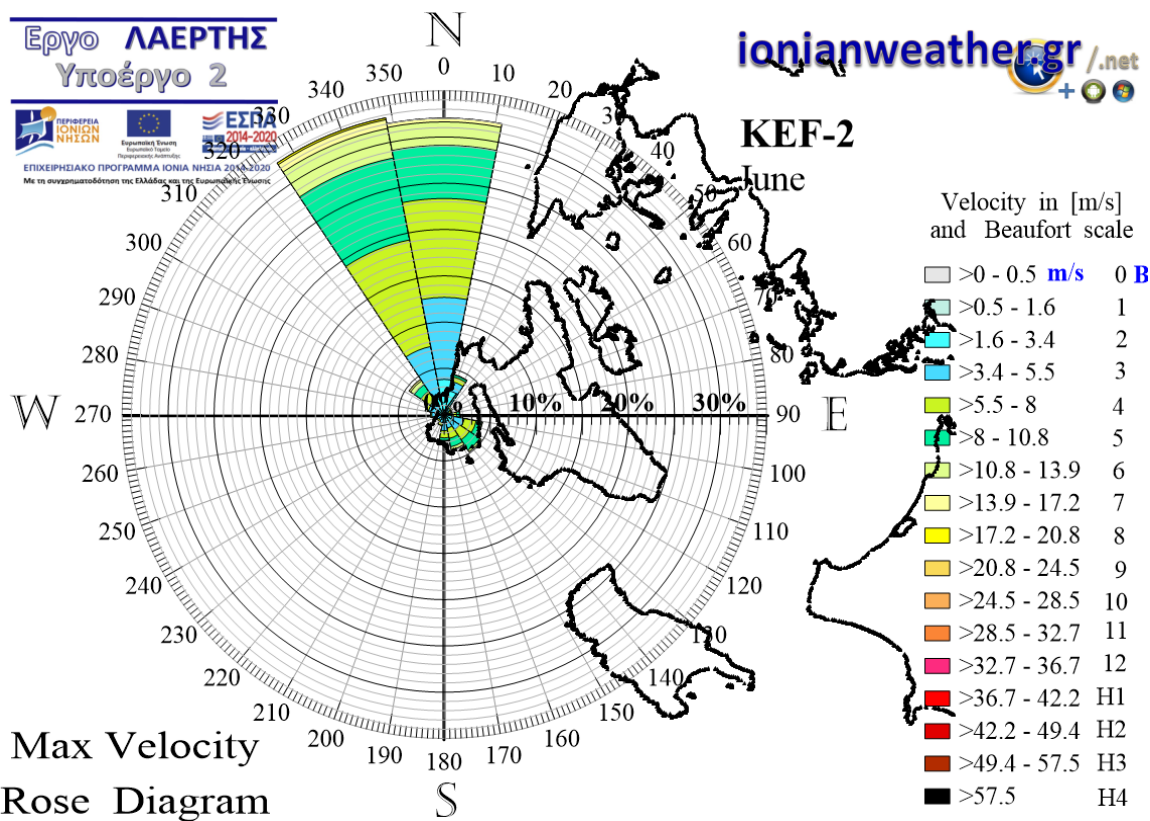 Εργο ΛΑΕΡΤΗΣ
Υποέργο 2
ΠΕΡΙΦΕΡΕΙΑ
ΙΟΝΙΩΝ
ΝΗΣΩΝ
Ευρωπαϊκή Ένωση
Ευρωπαϊκό Ταμείο
Περιφερειακής Ανάπτυξης
ΕΣΠΑ
2014-2020
ΕΠΙΧΕΙΡΗΣΙΑΚΟ ΠΡΟΓΡΑΜΜΑ ΙΟΝΙΑ ΝΗΣΙΑ 2014-2020
Με τη συγχρηματοδότηση της Ελλάδας και της Ευρωπαϊκής Ένωσης
ionianweather.gr /.net
KEF-2
June
N
0
10
20
30
40
50
60
70
80
90
E
100
110
120
130
140
150
160
170
180
S
190
200
210
220
230
240
250
260
270
W
280
290
300
310
320
330
340
350
10%
20%
30%
Velocity in [m/s]
and Beaufort scale
>0 - 0.5 m/s 0 B
>0.5 - 1.6 1
>1.6 - 3.4 2
>3.4 - 5.5 3
>5.5 - 8 4
>8 - 10.8 5
>10.8 - 13.9 6
>13.9 - 17.2 7
>17.2 - 20.8 8
>20.8 - 24.5 9
>24.5 - 28.5 10
>28.5 - 32.7 11
>32.7 - 36.7 12
>36.7 - 42.2 H1
>42.2 - 49.4 H2
>49.4 - 57.5 H3
>57.5 H4
Max Velocity
Rose Diagram